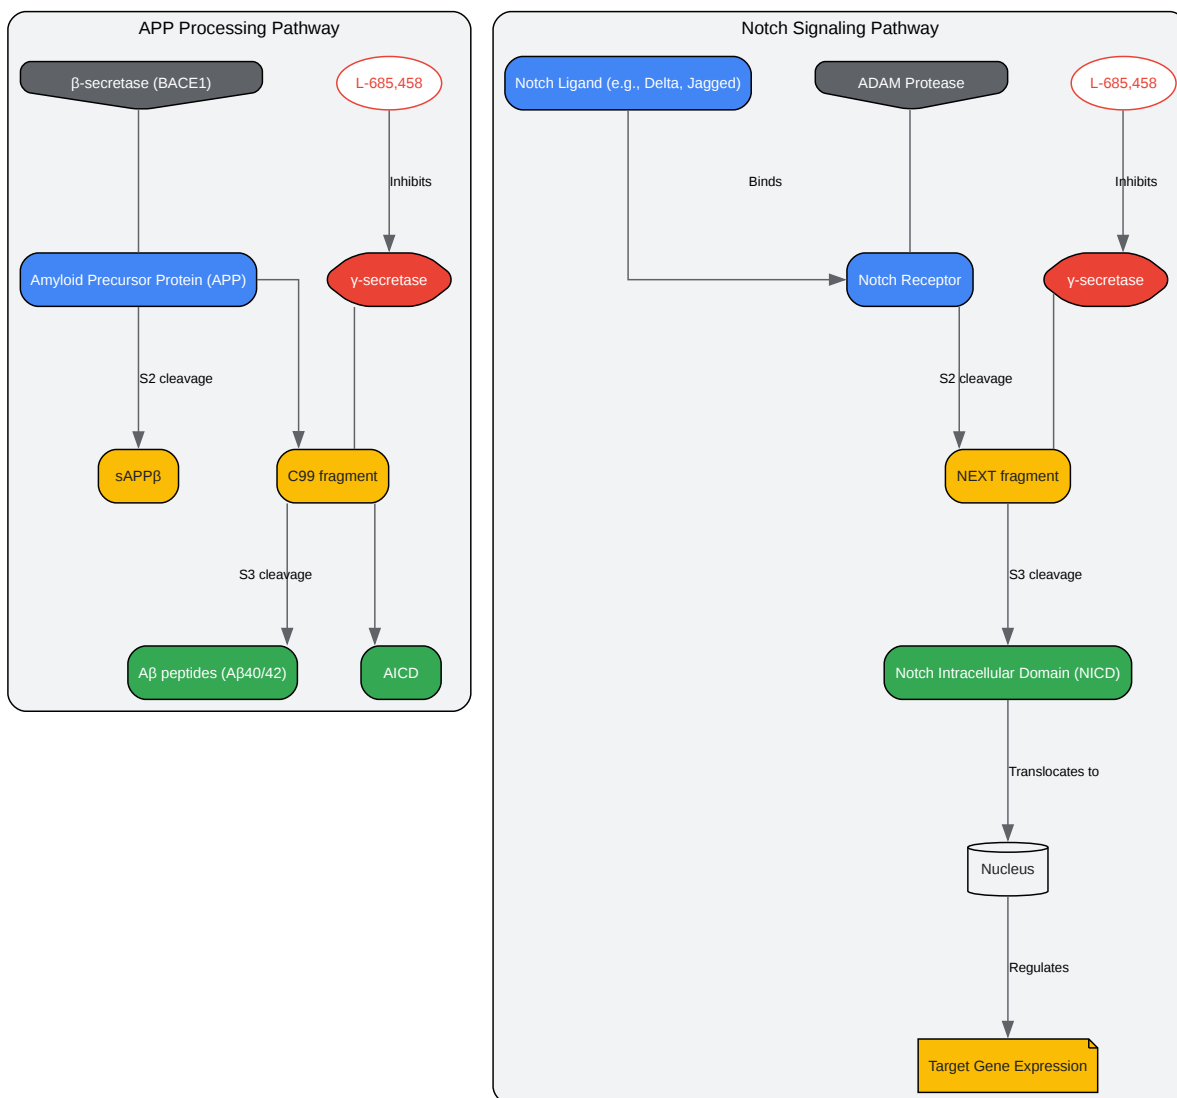 APP Processing Pathway
β-secretase (BACE1)
L-685,458
Inhibits
Amyloid Precursor Protein (APP)
γ-secretase
S2 cleavage
sAPPβ
C99 fragment
S3 cleavage
Aβ peptides (Aβ40/42)
AICD
Notch Signaling Pathway
Notch Ligand (e.g., Delta, Jagged)
ADAM Protease
L-685,458
Binds
Inhibits
Notch Receptor
γ-secretase
S2 cleavage
NEXT fragment
S3 cleavage
Notch Intracellular Domain (NICD)
Translocates to
Nucleus
Regulates
Target Gene Expression